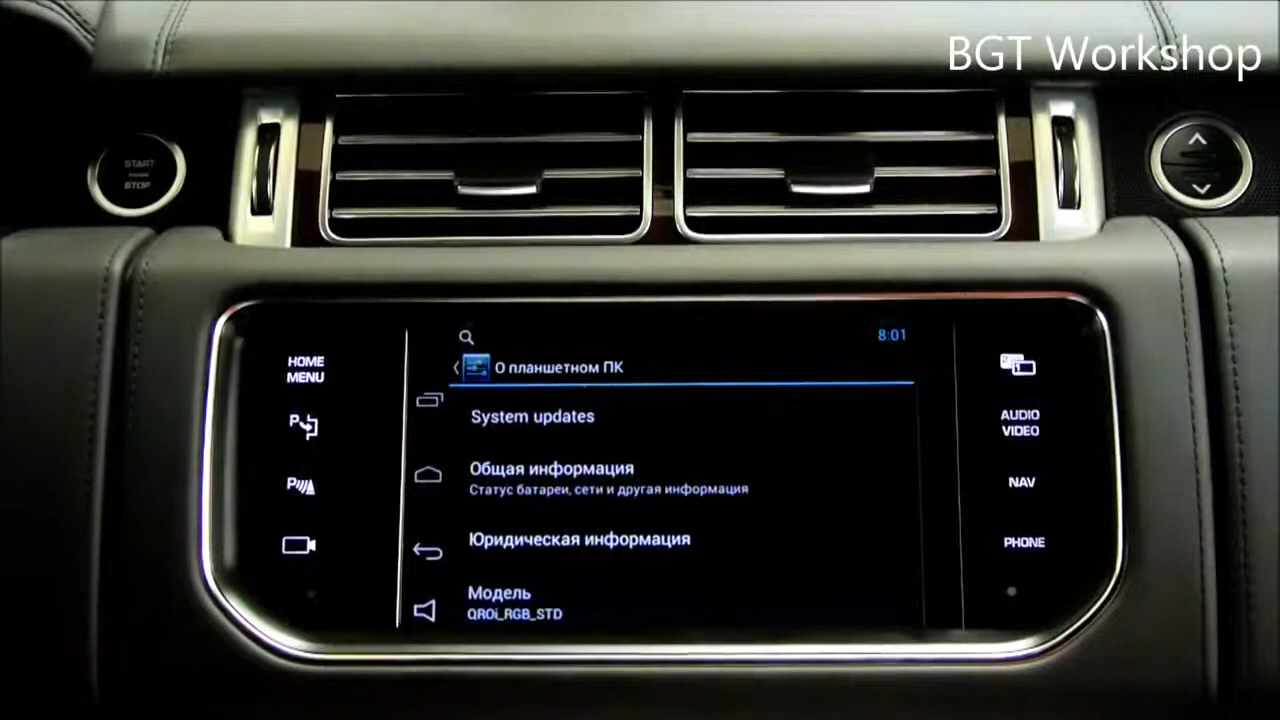 BGT Workshop
START
STOP
8:01
HOME
MENU
О планшетном ПК
System updates
AUDIO
VIDEO
Общая информация
Статус батареи, сети и другая информация
NAV
Юридическая информация
PHONE
Модель
QROi_RGB_STD